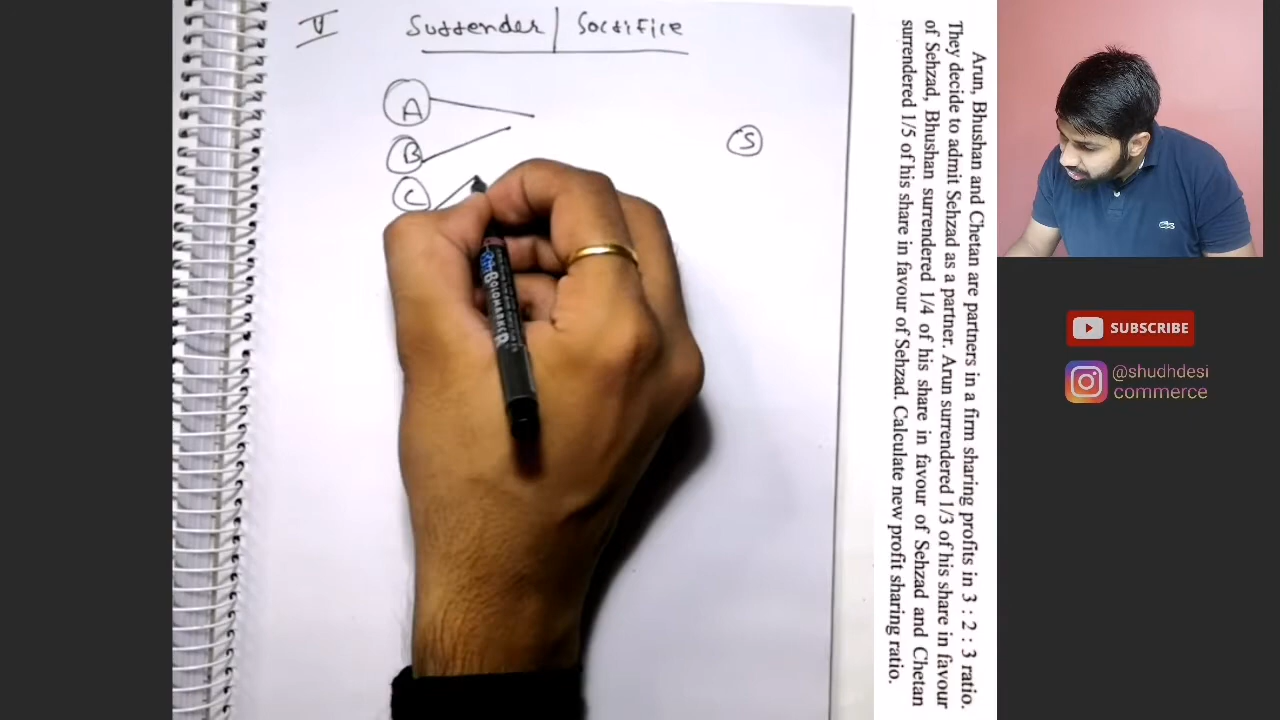 V Surrender | Sacrifice
A
B
C
S
Arun, Bhushan and Chetan are partners in a firm sharing profits in 3 : 2 : 3 ratio.
They decide to admit Sehzad as a partner. Arun surrendered 1/3 of his share in favour
of Sehzad, Bhushan surrendered 1/4 of his share in favour of Sehzad and Chetan
surrendered 1/5 of his share in favour of Sehzad. Calculate new profit sharing ratio.
SUBSCRIBE
@shudhdesi
commerce